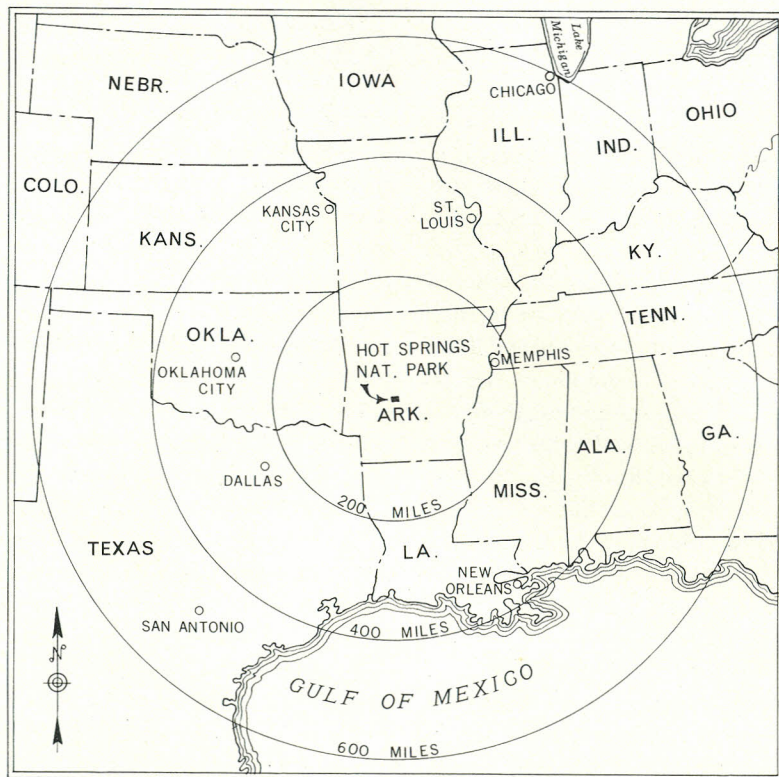 Lake
Michigan
NEBR.
IOWA
CHICAGO
ILL.
IND.
OHIO
COLO.
KANS.
KANSAS
CITY
ST.
LOUIS
KY.
TENN.
OKLA.
OKLAHOMA
CITY
HOT SPRINGS
NAT. PARK
MEMPHIS
ARK.
DALLAS
200 MILES
MISS.
ALA.
GA.
TEXAS
LA.
NEW
ORLEANS
SAN ANTONIO
400 MILES
N
GULF OF MEXICO
600 MILES